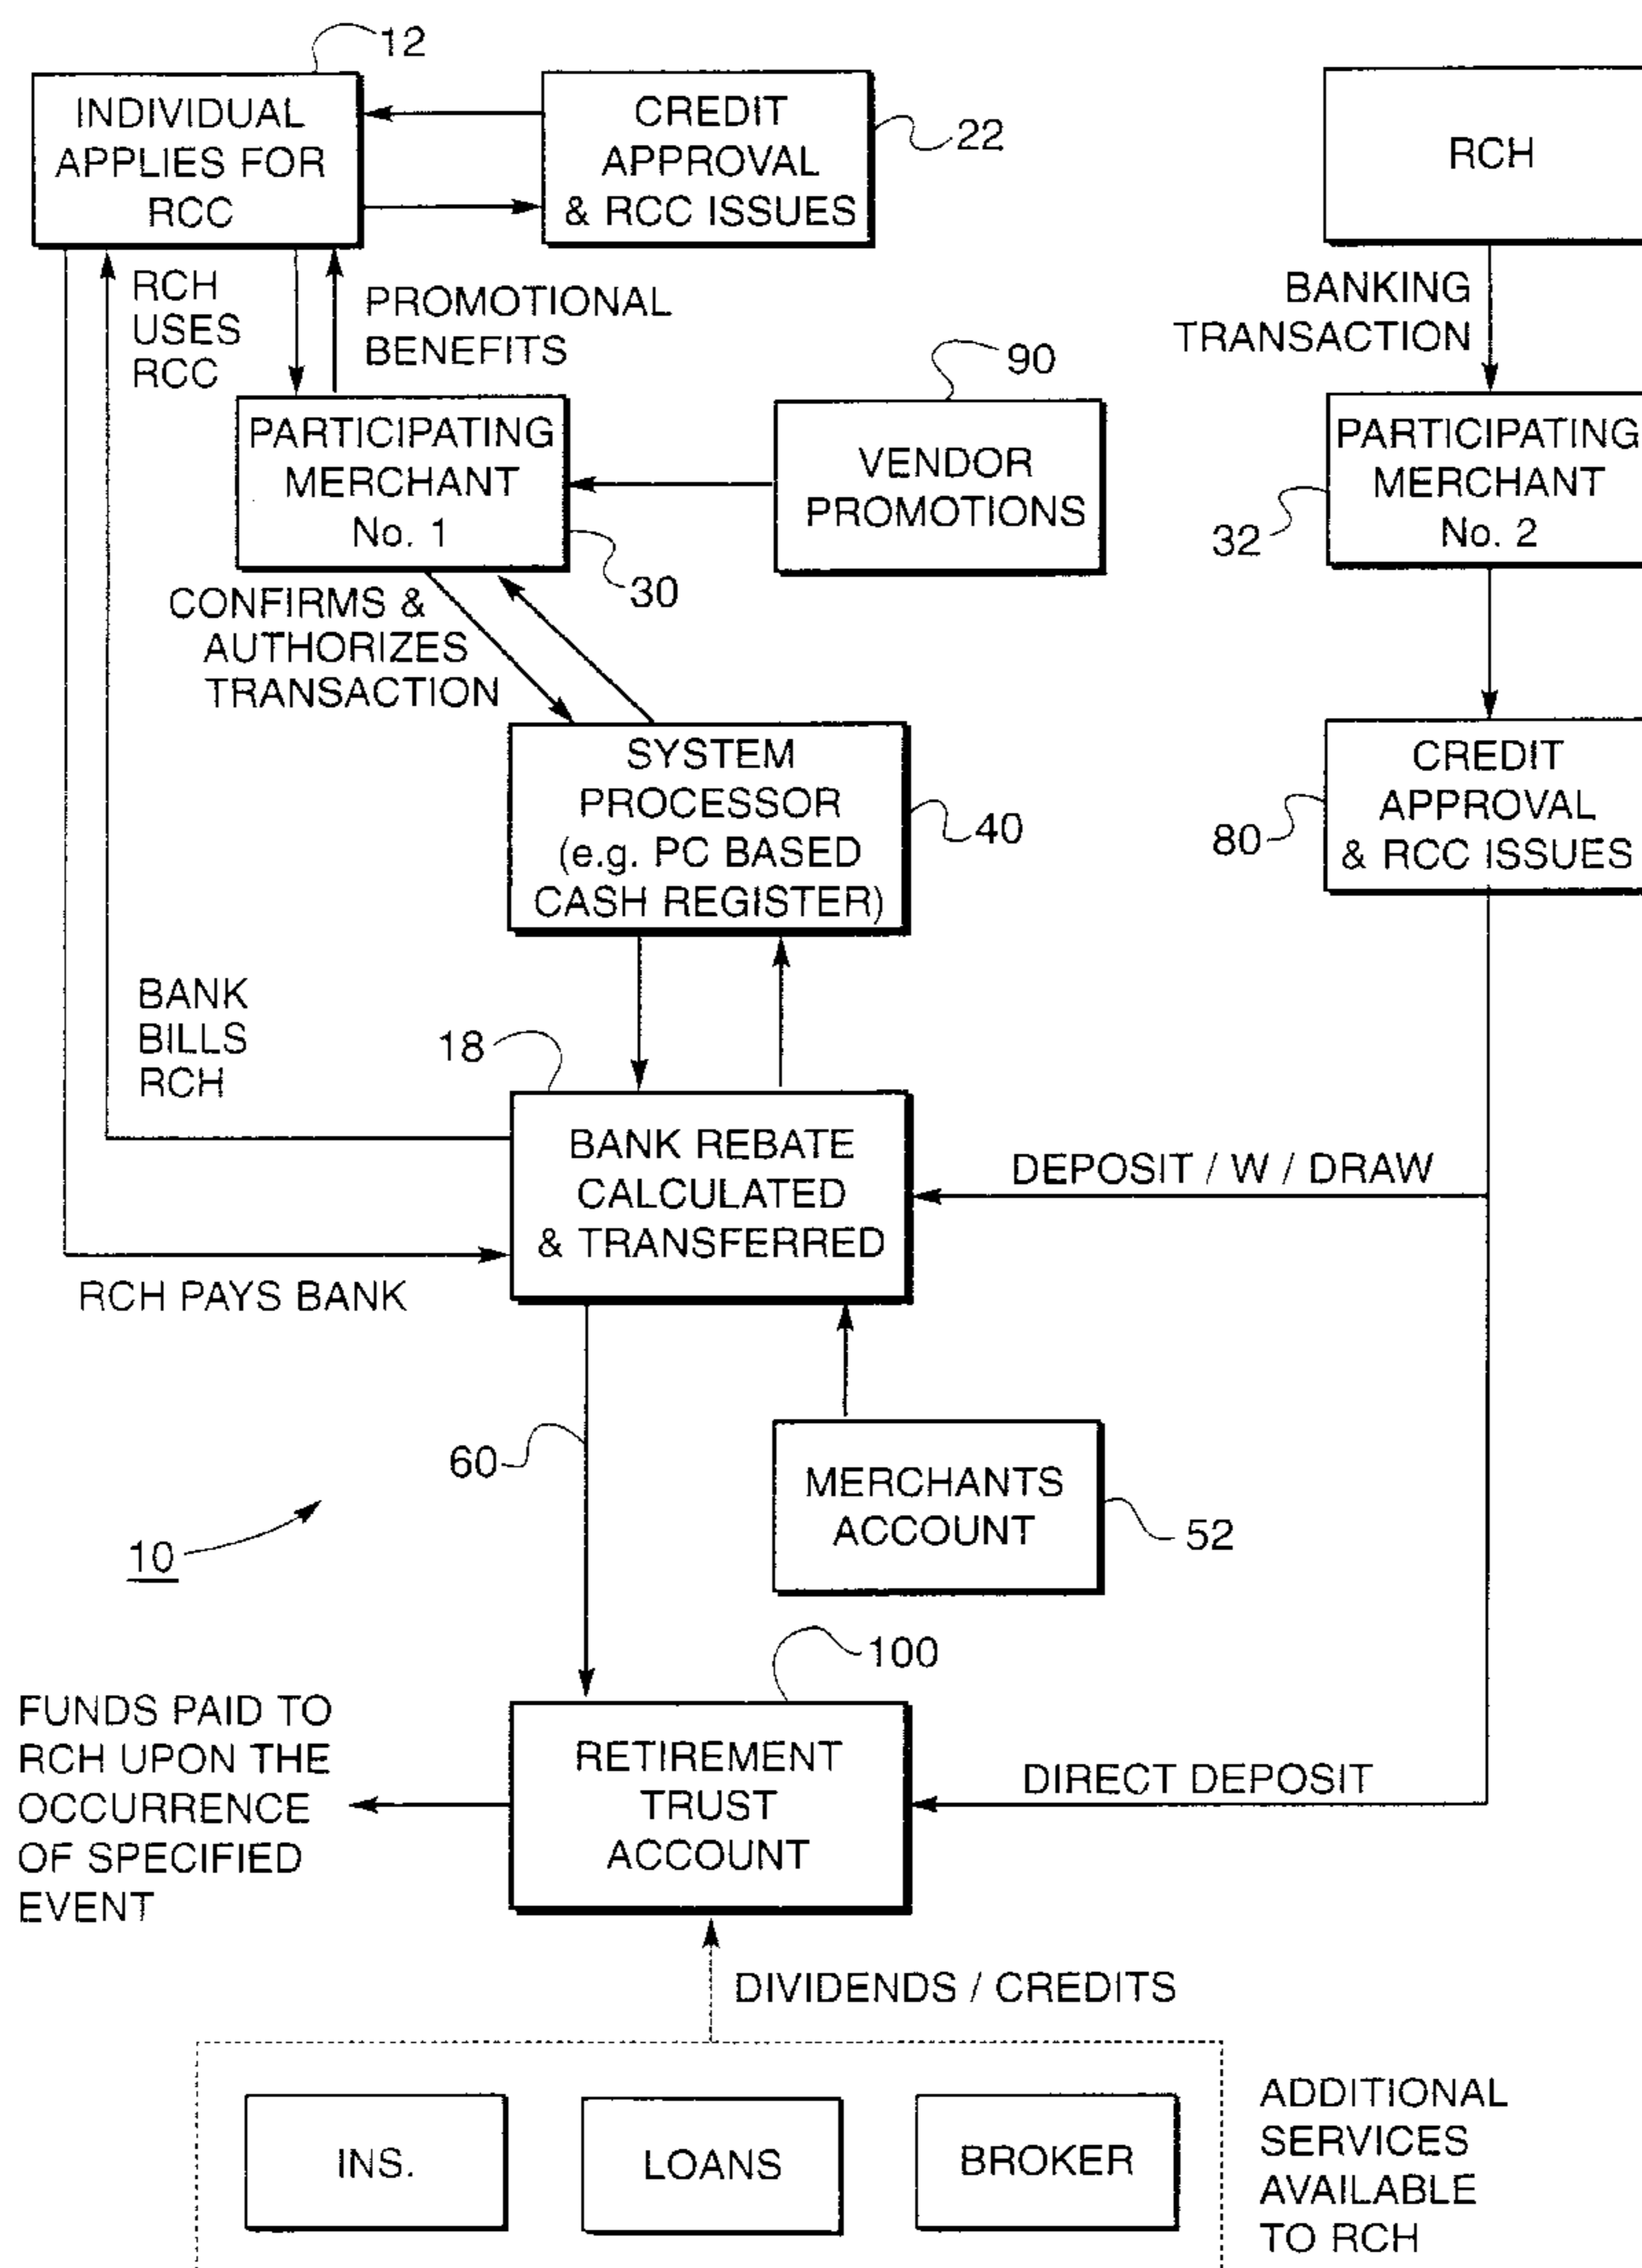 12
INDIVIDUAL
APPLIES FOR
RCC
CREDIT
APPROVAL
& RCC ISSUES
22
RCH
RCH
USES
RCC
PROMOTIONAL
BENEFITS
BANKING
TRANSACTION
90
PARTICIPATING
MERCHANT
No. 1
30
VENDOR
PROMOTIONS
PARTICIPATING
MERCHANT
No. 2
32
CONFIRMS &
AUTHORIZES
TRANSACTION
SYSTEM
PROCESSOR
(e.g. PC BASED
CASH REGISTER)
40
CREDIT
APPROVAL
& RCC ISSUES
80
BANK
BILLS
RCH
18
BANK REBATE
CALCULATED
& TRANSFERRED
DEPOSIT / W / DRAW
RCH PAYS BANK
60
MERCHANTS
ACCOUNT
52
10
100
FUNDS PAID TO
RCH UPON THE
OCCURRENCE
OF SPECIFIED
EVENT
RETIREMENT
TRUST
ACCOUNT
DIRECT DEPOSIT
DIVIDENDS / CREDITS
INS.
LOANS
BROKER
ADDITIONAL
SERVICES
AVAILABLE
TO RCH